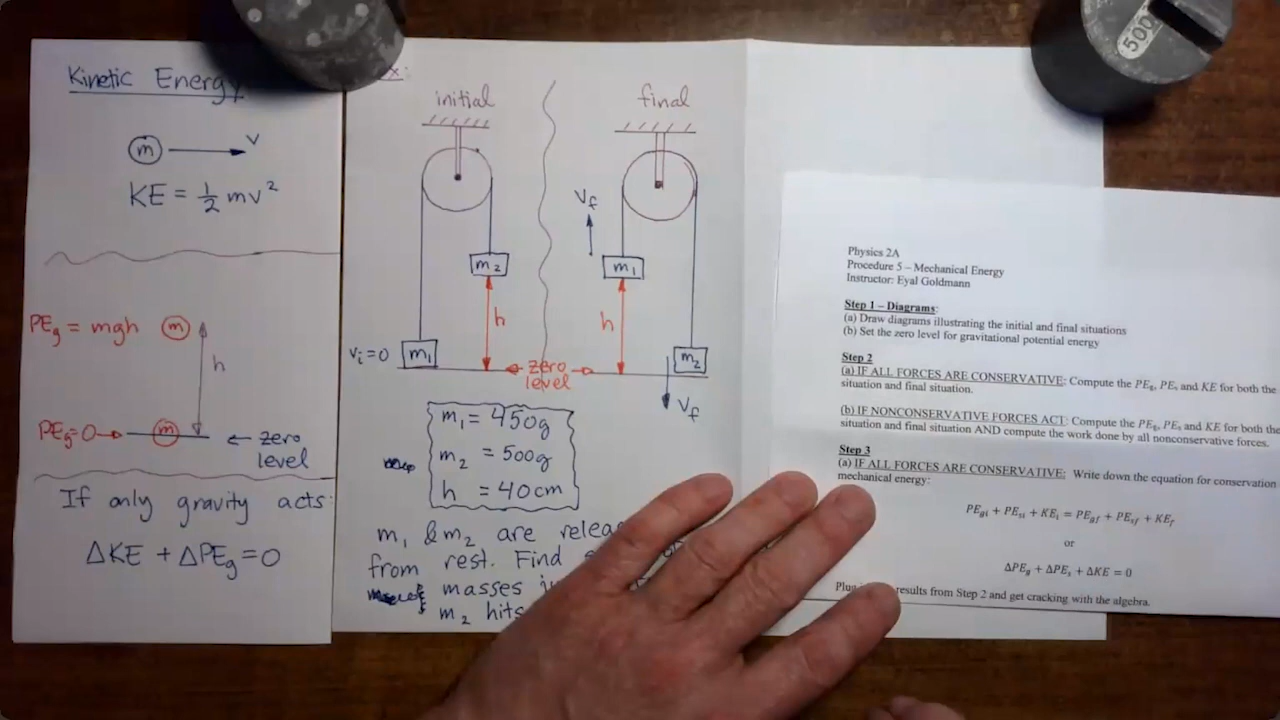 Kinetic Energy
m
v
KE = 1/2 mv²
PEg = mgh
m
h
PEg=0
m
zero
level
If only gravity acts:
ΔKE + ΔPEg = 0
Ex:
initial
final
m₂
h
vi=0
m₁
zero
level
vf
m₁
h
m₂
vf
m₁ = 450g
m₂ = 500g
h = 40cm
m₁ & m₂ are
from rest. Find
masses
m₂ hits
500
Physics 2A
Procedure 5 – Mechanical Energy
Instructor: Eyal Goldmann
Step 1 – Diagrams:
(a) Draw diagrams illustrating the initial and final situations
(b) Set the zero level for gravitational potential energy
Step 2
(a) IF ALL FORCES ARE CONSERVATIVE: Compute the PEg, PEs and KE for both the
situation and final situation.
(b) IF NONCONSERVATIVE FORCES ACT: Compute the PEg, PEs and KE for both the
situation and final situation AND compute the work done by all nonconservative forces.
Step 3
(a) IF ALL FORCES ARE CONSERVATIVE: Write down the equation for conservation
mechanical energy:
PEgi + PEsi + KEi = PEgf + PEsf + KEf
or
ΔPEg + ΔPEs + ΔKE = 0
results from Step 2 and get cracking with the algebra.